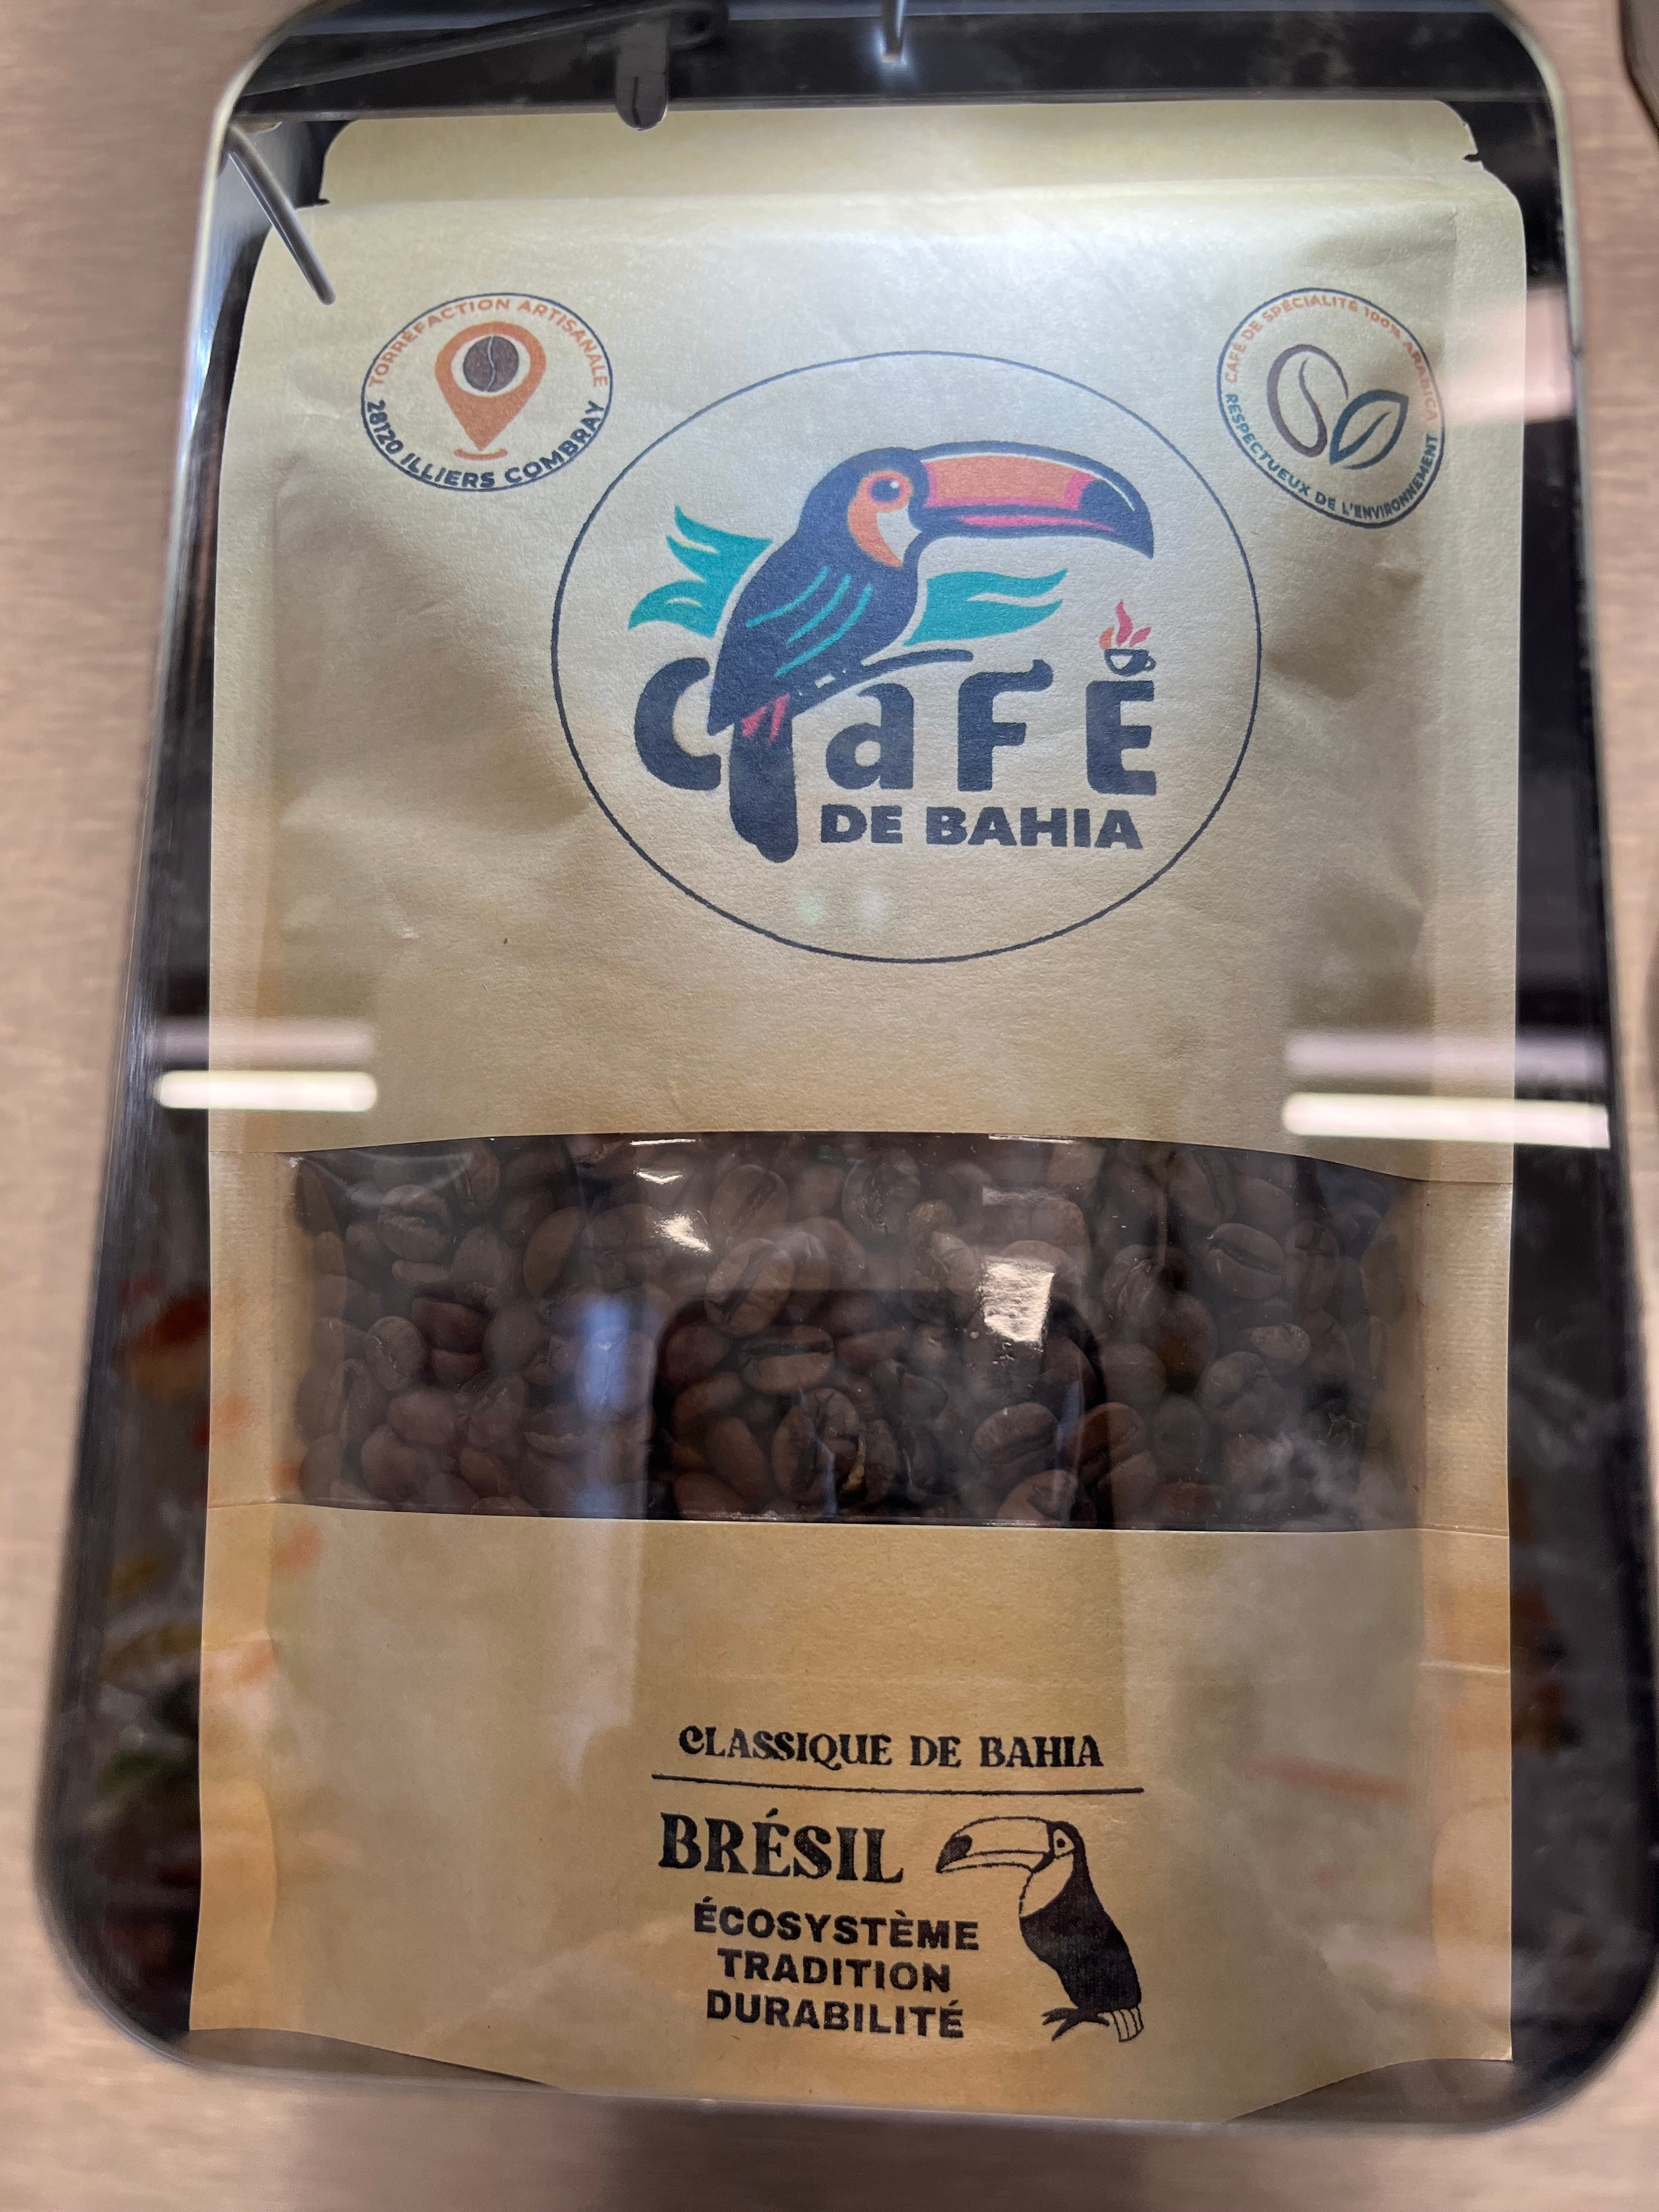 TORRÉFACTION ARTISANALE
28120 ILLIERS COMBRAY
CAFÉ DE SPÉCIALITÉ 100% ARABICA
RESPECTUEUX DE L'ENVIRONNEMENT
CaFÉ
DE BAHIA
CLASSIQUE DE BAHIA
BRÉSIL
ÉCOSYSTÈME
TRADITION
DURABILITÉ